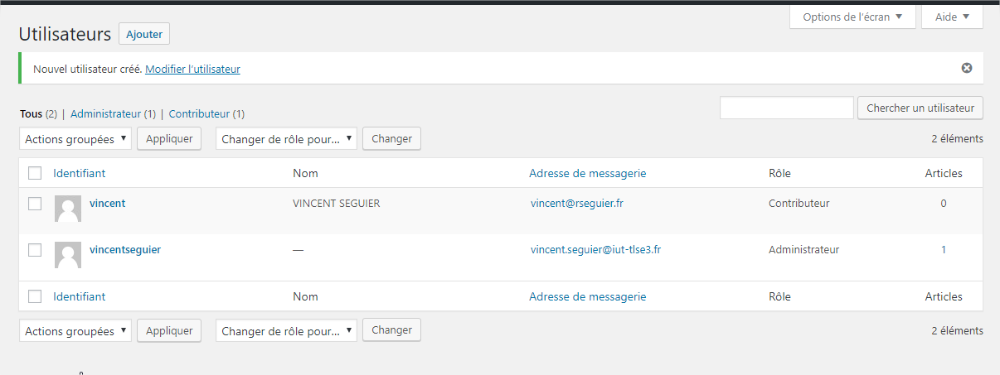 Options de l'écran ▼ Aide ▼
Utilisateurs Ajouter
Nouvel utilisateur créé. Modifier l'utilisateur
Tous (2) | Administrateur (1) | Contributeur (1) Chercher un utilisateur
Actions groupées ▼ Appliquer Changer de rôle pour... ▼ Changer 2 éléments
Identifiant Nom Adresse de messagerie Rôle Articles
vincent VINCENT SEGUIER vincent@rseguier.fr Contributeur 0
vincentseguier — vincent.seguier@iut-tlse3.fr Administrateur 1
Identifiant Nom Adresse de messagerie Rôle Articles
Actions groupées ▼ Appliquer Changer de rôle pour... ▼ Changer 2 éléments